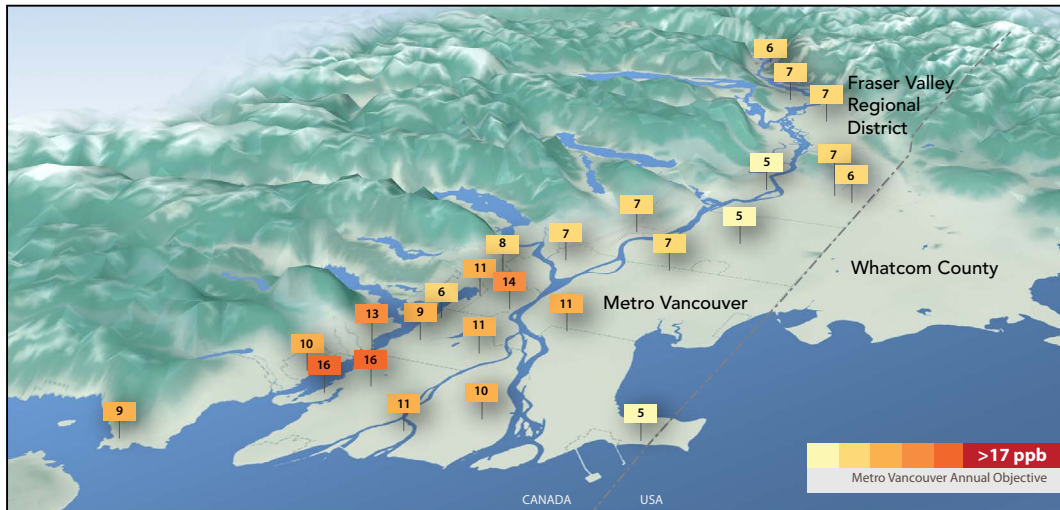 6
7
7
Fraser Valley
Regional
District
7
5
6
7
5
7
8
7
11
14
Whatcom County
6
11
Metro Vancouver
13
9
11
10
16
16
10
11
9
5
>17 ppb
Metro Vancouver Annual Objective
CANADA
USA